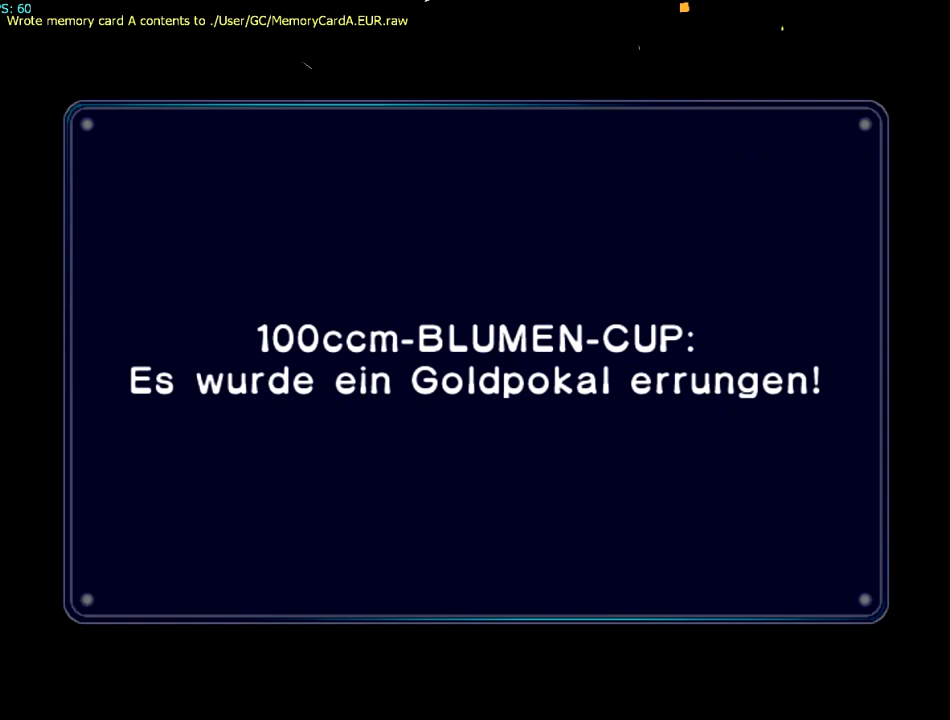 PS: 60
Wrote memory card A contents to ./User/GC/MemoryCardA.EUR.raw
100ccm-BLUMEN-CUP:
Es wurde ein Goldpokal errungen!